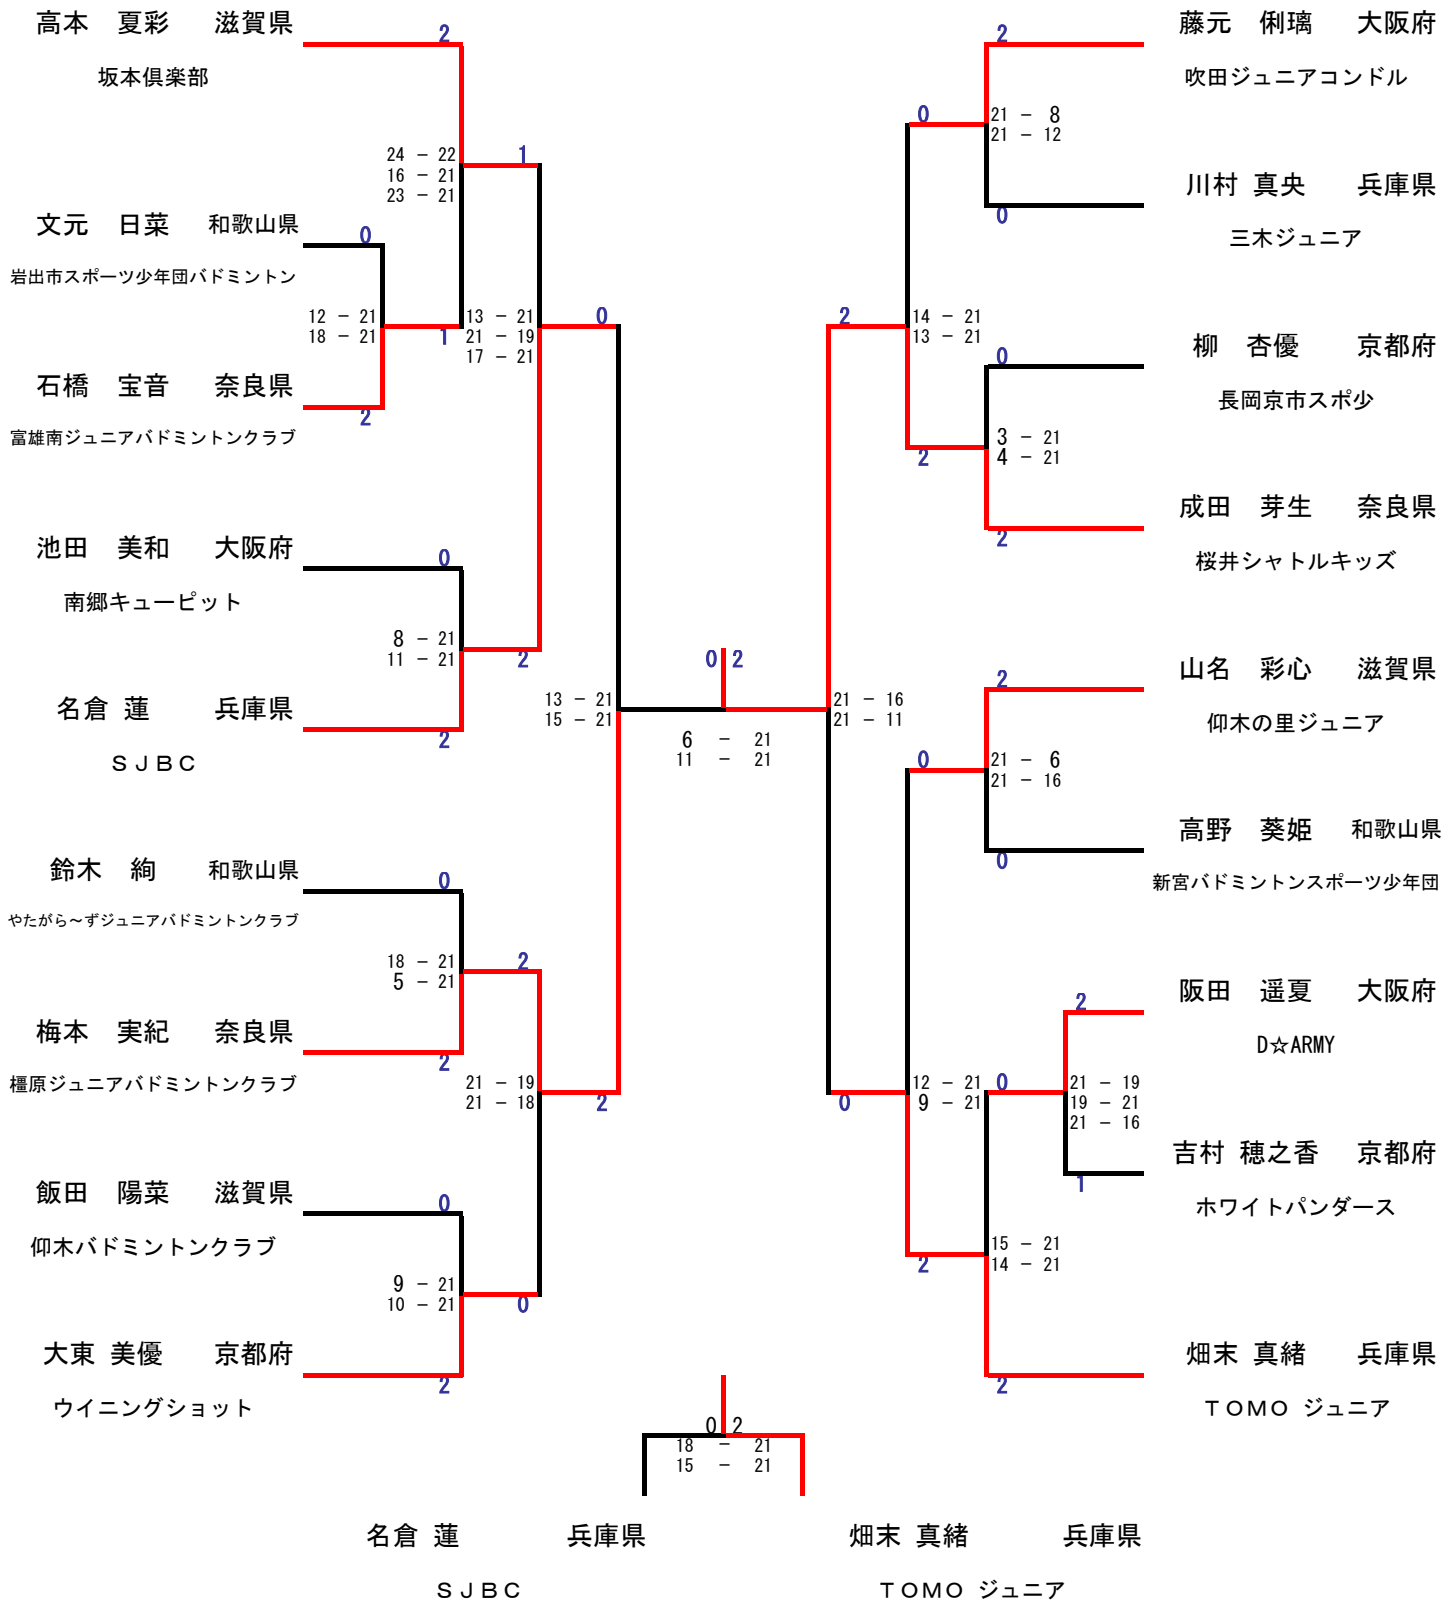 高本　夏彩　滋賀県
坂本倶楽部
2
24 － 22
16 － 21
23 － 21
1
文元　日菜　和歌山県
岩出市スポーツ少年団バドミントン
0
12 － 21
18 － 21
1
石橋　宝音　奈良県
富雄南ジュニアバドミントンクラブ
2
13 － 21
21 － 19
17 － 21
0
池田　美和　大阪府
南郷キューピット
0
8 － 21
11 － 21
2
名倉 蓮　兵庫県
ＳＪＢＣ
2
13 － 21
15 － 21
鈴木　絢　和歌山県
やたがら～ずジュニアバドミントンクラブ
0
18 － 21
5 － 21
2
梅本　実紀　奈良県
橿原ジュニアバドミントンクラブ
2
21 － 19
21 － 18
2
飯田　陽菜　滋賀県
仰木バドミントンクラブ
0
9 － 21
10 － 21
0
大東 美優　京都府
ウイニングショット
2
0 2
6 － 21
11 － 21
藤元　俐璃　大阪府
吹田ジュニアコンドル
2
0
21 － 8
21 － 12
川村 真央　兵庫県
三木ジュニア
0
2
14 － 21
13 － 21
柳　杏優　京都府
長岡京市スポ少
0
3 － 21
4 － 21
2
成田　芽生　奈良県
桜井シャトルキッズ
2
21 － 16
21 － 11
山名　彩心　滋賀県
仰木の里ジュニア
2
0
21 － 6
21 － 16
高野　葵姫　和歌山県
新宮バドミントンスポーツ少年団
0
阪田　遥夏　大阪府
D☆ARMY
2
0
12 － 21
9 － 21
0
21 － 19
19 － 21
21 － 16
吉村 穂之香　京都府
ホワイトパンダース
1
15 － 21
14 － 21
2
畑末 真緒　兵庫県
ＴＯＭＯ ジュニア
2
0 2
18 － 21
15 － 21
名倉 蓮　兵庫県
ＳＪＢＣ
畑末 真緒　兵庫県
ＴＯＭＯ ジュニア